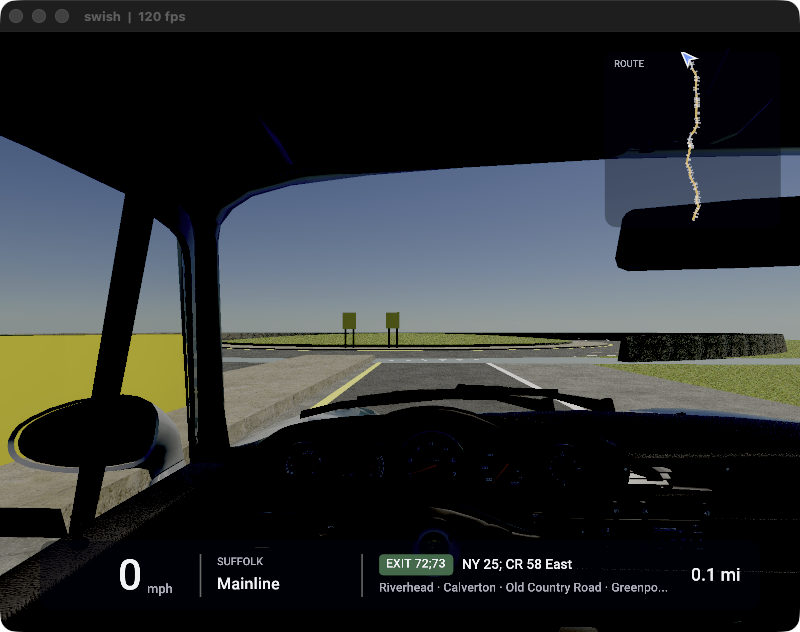 swish | 120 fps
ROUTE
0 mph
SUFFOLK
Mainline
EXIT 72;73 NY 25; CR 58 East
Riverhead · Calverton · Old Country Road · Greenpo...
0.1 mi